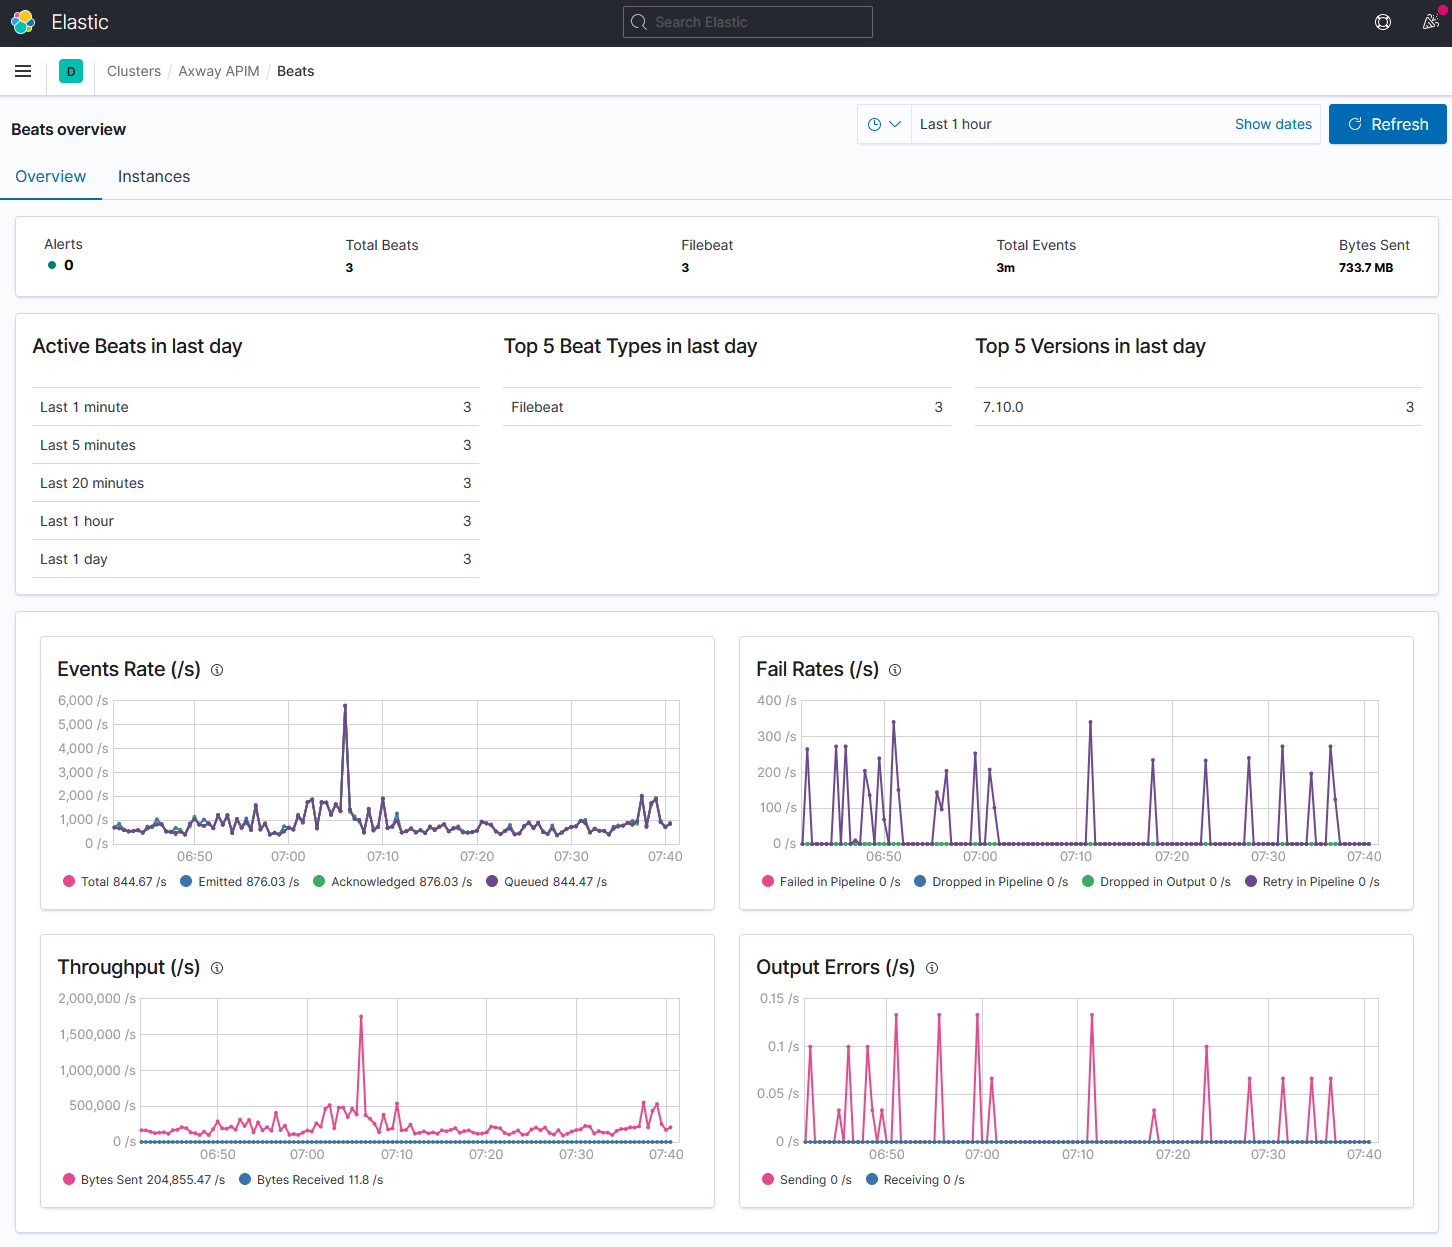 Elastic
Search Elastic
D
Clusters / Axway APIM / Beats
Beats overview
Last 1 hour
Show dates
Refresh
Overview
Instances
Alerts
0
Total Beats
3
Filebeat
3
Total Events
3m
Bytes Sent
733.7 MB
Active Beats in last day
Last 1 minute 3
Last 5 minutes 3
Last 20 minutes 3
Last 1 hour 3
Last 1 day 3
Top 5 Beat Types in last day
Filebeat 3
Top 5 Versions in last day
7.10.0 3
Events Rate (/s)
6,000 /s
5,000 /s
4,000 /s
3,000 /s
2,000 /s
1,000 /s
0 /s
06:50 07:00 07:10 07:20 07:30 07:40
Total 844.67 /s Emitted 876.03 /s Acknowledged 876.03 /s Queued 844.47 /s
Fail Rates (/s)
400 /s
300 /s
200 /s
100 /s
0 /s
06:50 07:00 07:10 07:20 07:30 07:40
Failed in Pipeline 0 /s Dropped in Pipeline 0 /s Dropped in Output 0 /s Retry in Pipeline 0 /s
Throughput (/s)
2,000,000 /s
1,500,000 /s
1,000,000 /s
500,000 /s
0 /s
06:50 07:00 07:10 07:20 07:30 07:40
Bytes Sent 204,855.47 /s Bytes Received 11.8 /s
Output Errors (/s)
0.15 /s
0.1 /s
0.05 /s
0 /s
06:50 07:00 07:10 07:20 07:30 07:40
Sending 0 /s Receiving 0 /s